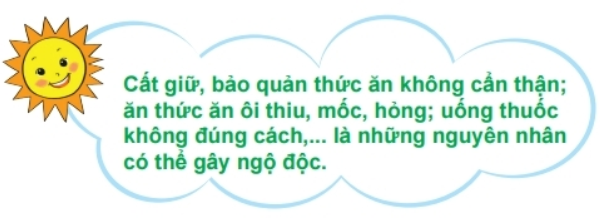 Cất giữ, bảo quản thức ăn không cẩn thận;
ăn thức ăn ôi thiu, mốc, hỏng; uống thuốc
không đúng cách,... là những nguyên nhân
có thể gây ngộ độc.